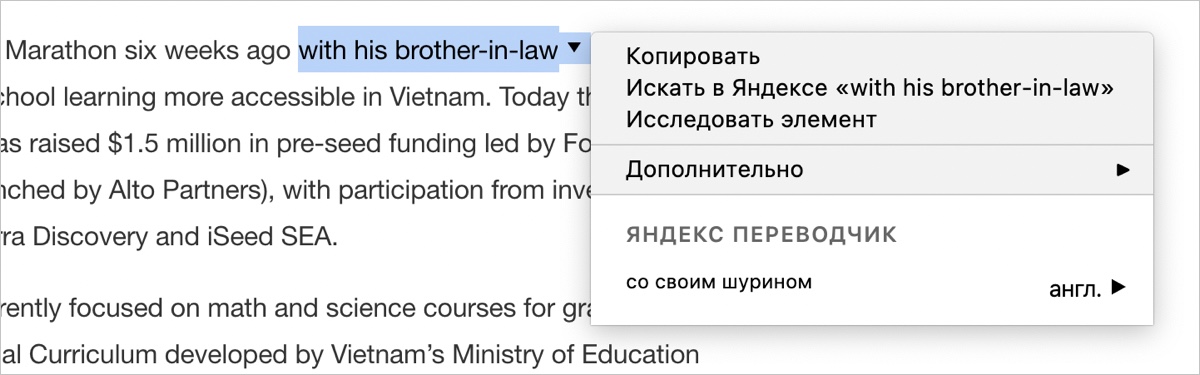 Marathon six weeks ago with his brother-in-law
chool learning more accessible in Vietnam. Today th
as raised $1.5 million in pre-seed funding led by Fo
nched by Alto Partners), with participation from inve
rra Discovery and iSeed SEA.
rently focused on math and science courses for gra
al Curriculum developed by Vietnam’s Ministry of Education
Копировать
Искать в Яндексе «with his brother-in-law»
Исследовать элемент
Дополнительно
ЯНДЕКС ПЕРЕВОДЧИК
со своим шурином
англ.